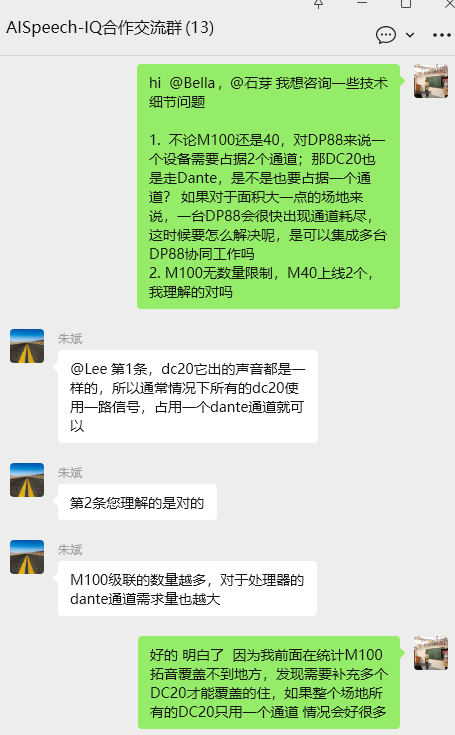 AISpeech-IQ合作交流群 (13)
hi @Bella , @石芽 我想咨询一些技术
细节问题
1. 不论M100还是40，对DP88来说一
个设备需要占据2个通道；那DC20也
是走Dante，是不是也要占据一个通
道？ 如果对于面积大一点的场地来
说，一台DP88会很快出现通道耗尽，
这时候要怎么解决呢，是可以集成多台
DP88协同工作吗
2. M100无数量限制，M40上线2个，
我理解的对吗
朱斌
@Lee 第1条，dc20它出的声音都是一
样的，所以通常情况下所有的dc20使
用一路信号，占用一个dante通道就可
以
朱斌
第2条您理解的是对的
朱斌
M100级联的数量越多，对于处理器的
dante通道需求量也越大
好的 明白了 因为我前面在统计M100
拓音覆盖不到地方，发现需要补充多个
DC20才能覆盖的住，如果整个场地所
有的DC20只用一个通道 情况会好很多